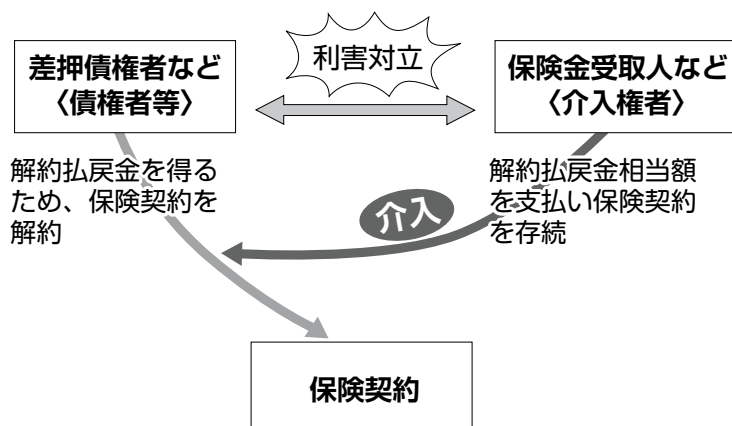 利害対立
差押債権者など
〈債権者等〉
保険金受取人など
〈介入権者〉
解約払戻金を得る
ため、保険契約を
解約
解約払戻金相当額
を支払い保険契約
を存続
介入
保険契約